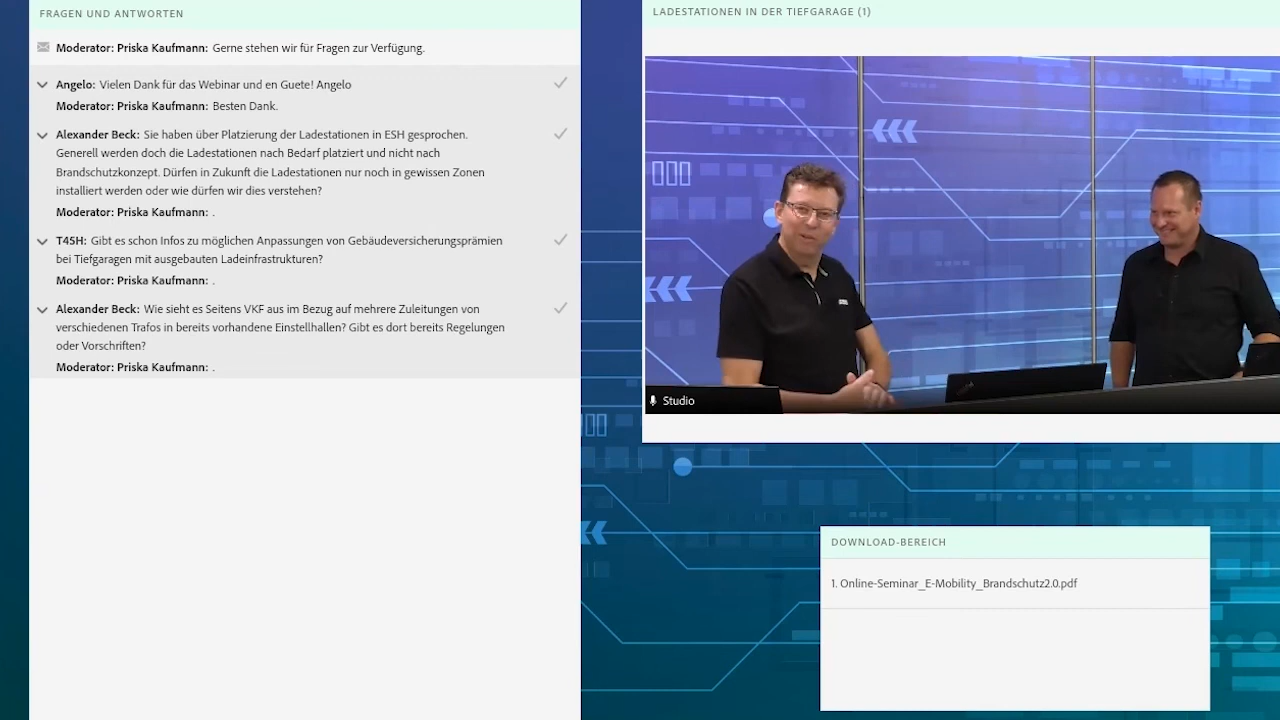 FRAGEN UND ANTWORTEN
Moderator: Priska Kaufmann: Gerne stehen wir für Fragen zur Verfügung.
Angelo: Vielen Dank für das Webinar und en Guete! Angelo
Moderator: Priska Kaufmann: Besten Dank.
Alexander Beck: Sie haben über Platzierung der Ladestationen in ESH gesprochen.
Generell werden doch die Ladestationen nach Bedarf platziert und nicht nach
Brandschutzkonzept. Dürfen in Zukunft die Ladestationen nur noch in gewissen Zonen
installiert werden oder wie dürfen wir dies verstehen?
Moderator: Priska Kaufmann: .
T4SH: Gibt es schon Infos zu möglichen Anpassungen von Gebäudeversicherungsprämien
bei Tiefgaragen mit ausgebauten Ladeinfrastrukturen?
Moderator: Priska Kaufmann: .
Alexander Beck: Wie sieht es Seitens VKF aus im Bezug auf mehrere Zuleitungen von
verschiedenen Trafos in bereits vorhandene Einstellhallen? Gibt es dort bereits Regelungen
oder Vorschriften?
Moderator: Priska Kaufmann: .
LADESTATIONEN IN DER TIEFGARAGE (1)
Studio
DOWNLOAD-BEREICH
1. Online-Seminar_E-Mobility_Brandschutz2.0.pdf